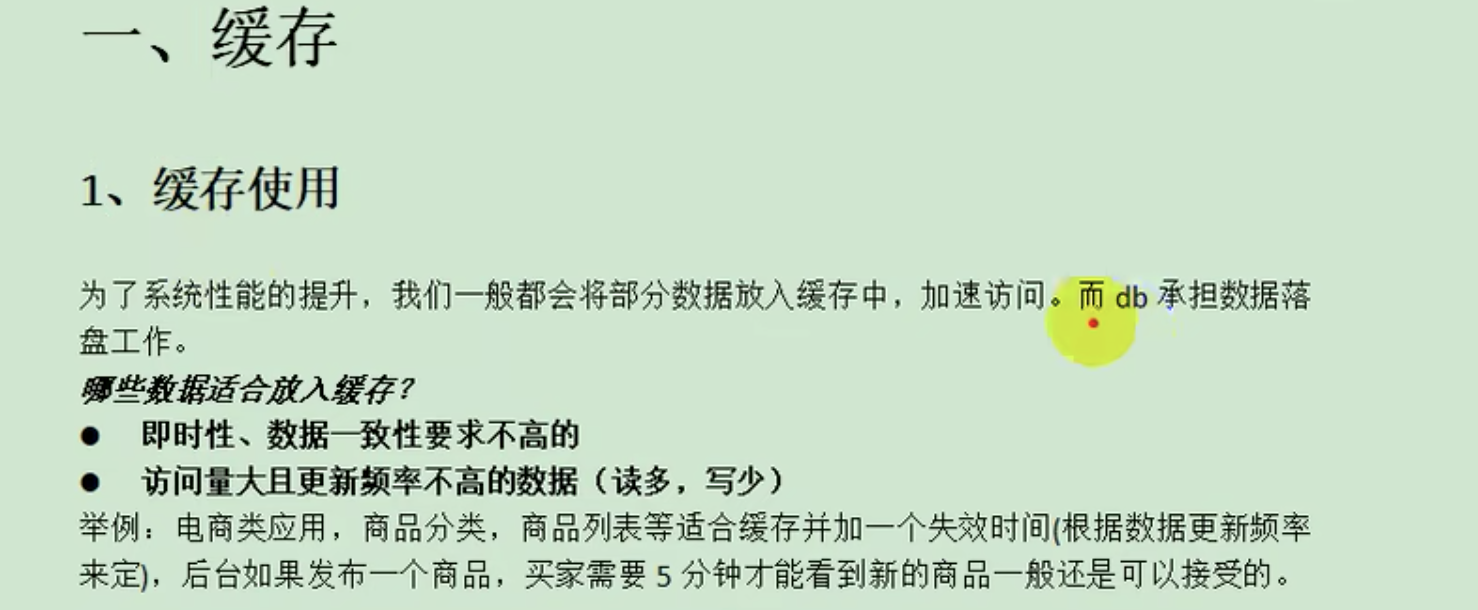 一、缓存
1、缓存使用
为了系统性能的提升，我们一般都会将部分数据放入缓存中，加速访问。而 db 承担数据落
盘工作。
哪些数据适合放入缓存？
● 即时性、数据一致性要求不高的
● 访问量大且更新频率不高的数据（读多，写少）
举例：电商类应用，商品分类，商品列表等适合缓存并加一个失效时间(根据数据更新频率
来定)，后台如果发布一个商品，买家需要 5 分钟才能看到新的商品一般还是可以接受的。